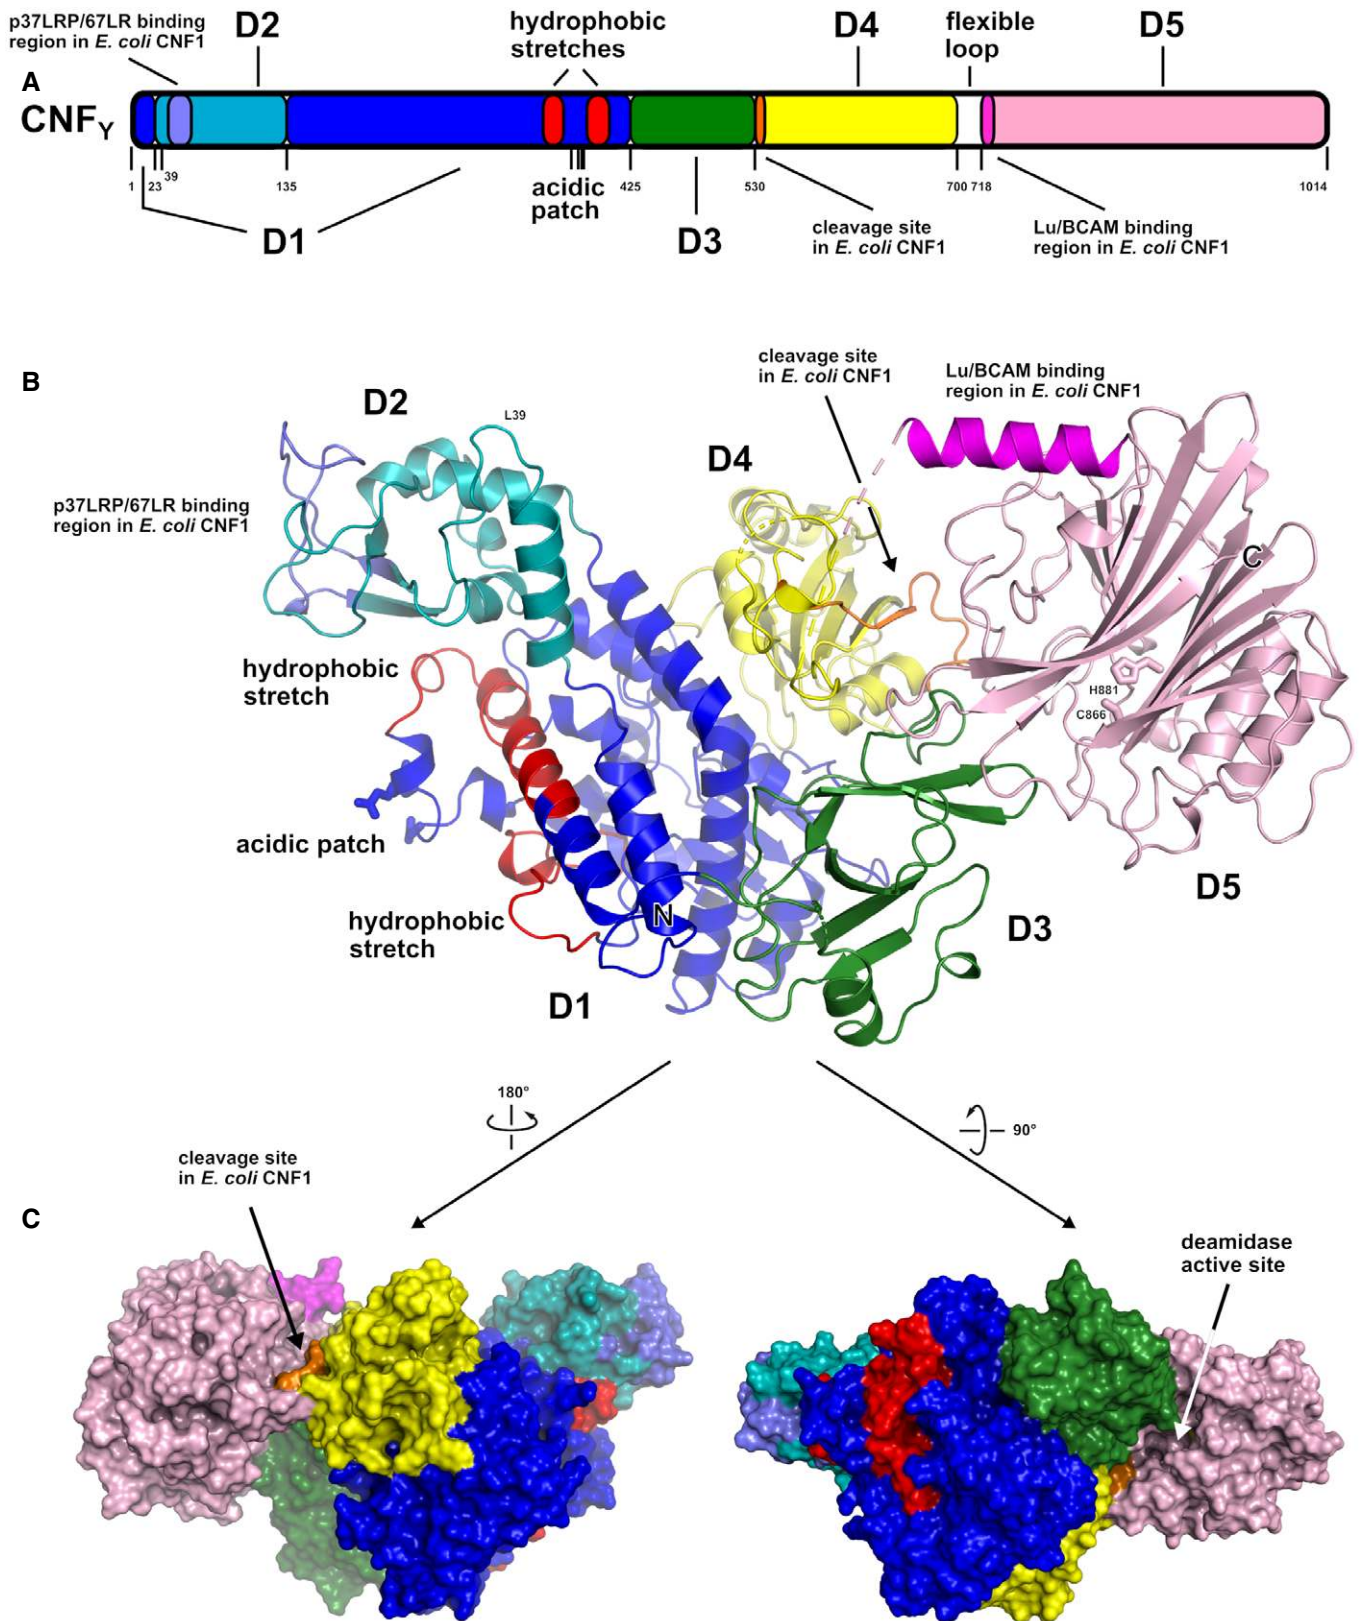 p37LRP/67LR binding
region in E. coli CNF1
D2
hydrophobic
stretches
D4
flexible
loop
D5
A
CNFY
1
23
39
135
425
530
700
718
1014
acidic
patch
D1
D3
cleavage site
in E. coli CNF1
Lu/BCAM binding
region in E. coli CNF1
B
cleavage site
in E. coli CNF1
Lu/BCAM binding
region in E. coli CNF1
D2
L39
D4
p37LRP/67LR binding
region in E. coli CNF1
C
hydrophobic
stretch
H881
C866
acidic patch
D5
N
hydrophobic
stretch
D3
D1
180°
90°
cleavage site
in E. coli CNF1
C
deamidase
active site